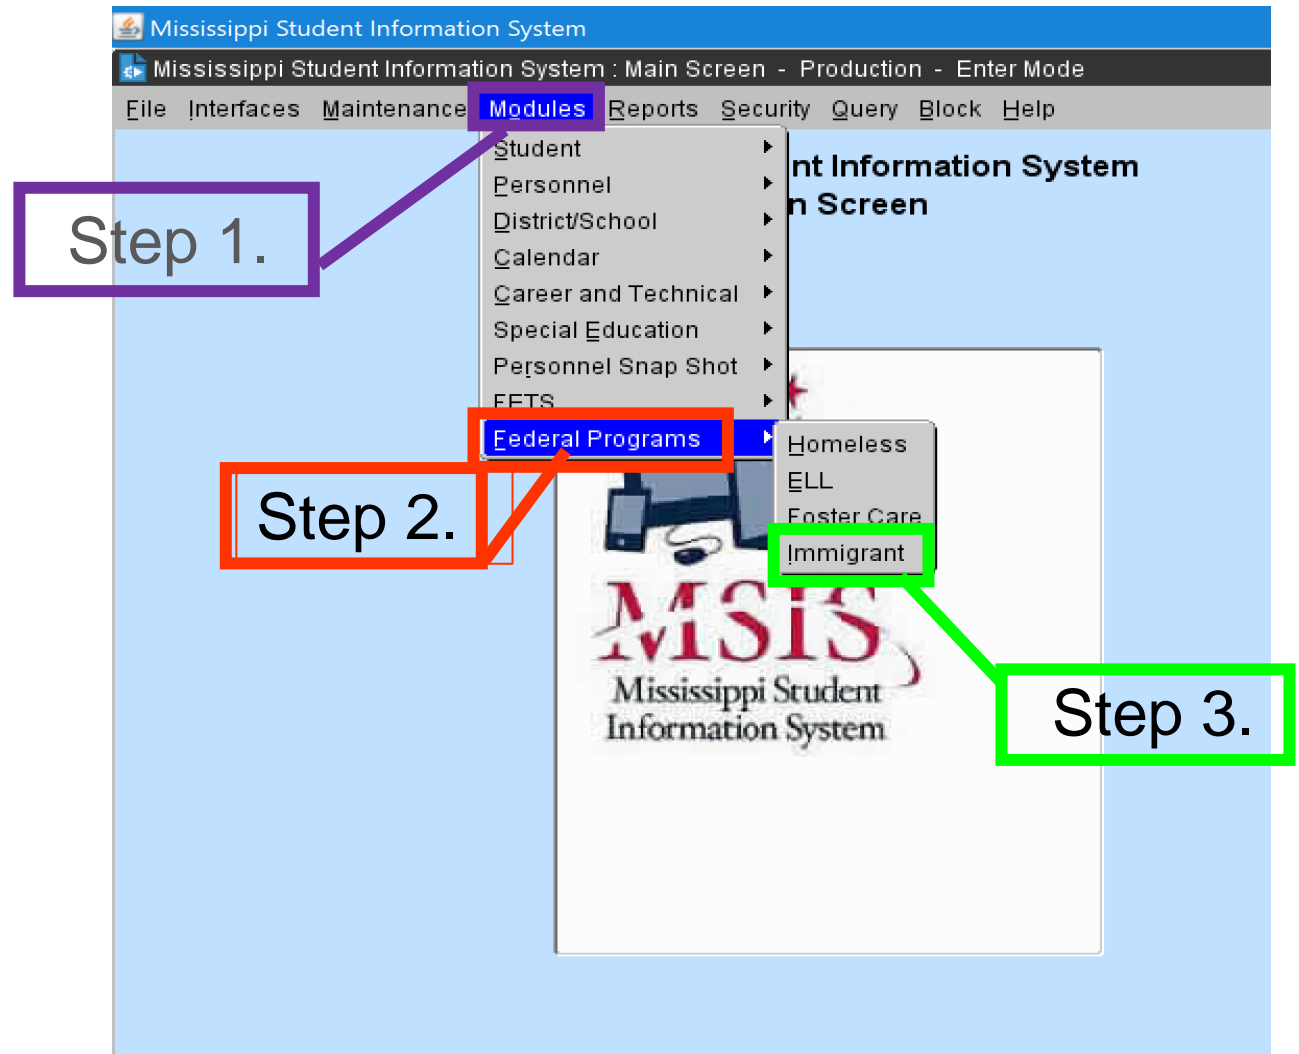 Mississippi Student Information System
Mississippi Student Information System : Main Screen - Production - Enter Mode
File Interfaces Maintenance Modules Reports Security Query Block Help
nt Information System
n Screen
Step 1.
Student
Personnel
District/School
Calendar
Career and Technical
Special Education
Personnel Snap Shot
FETS
Federal Programs
Homeless
ELL
Foster Care
Immigrant
Step 2.
MSIS
Mississippi Student
Information System
Step 3.